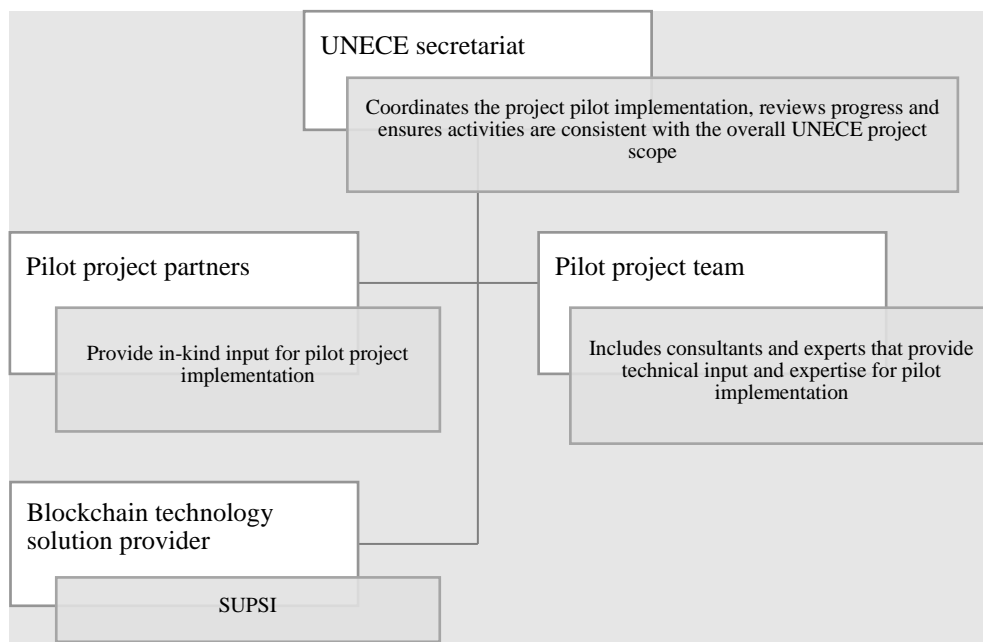 UNECE secretariat
Coordinates the project pilot implementation, reviews progress and
ensures activities are consistent with the overall UNECE project
scope
Pilot project partners
Provide in-kind input for pilot project
implementation
Pilot project team
Includes consultants and experts that provide
technical input and expertise for pilot
implementation
Blockchain technology
solution provider
SUPSI